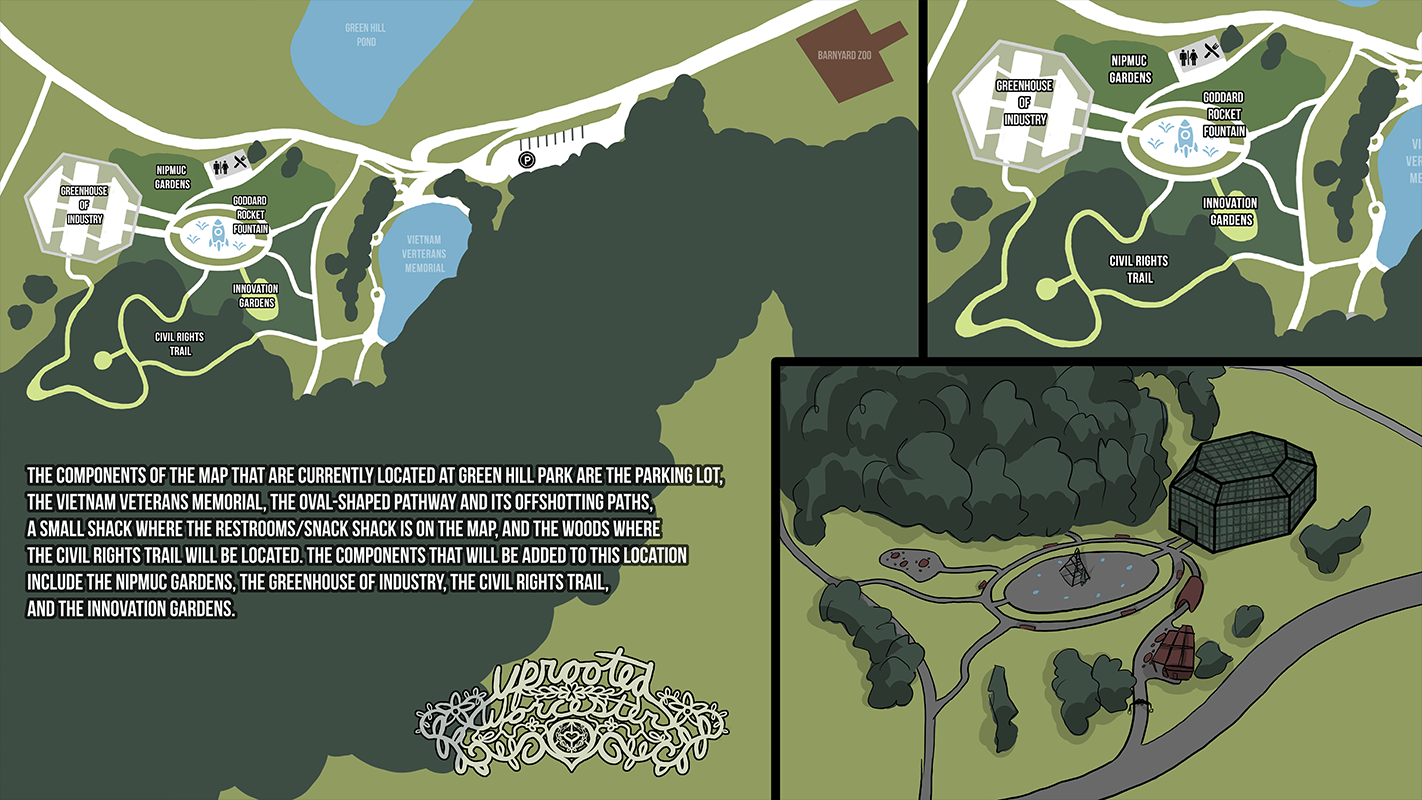 GREEN HILL
POND
BARNYARD ZOO
P
NIPMUC
GARDENS
GREENHOUSE
OF
INDUSTRY
GODDARD
ROCKET
FOUNTAIN
VIETNAM
VERTERANS
MEMORIAL
INNOVATION
GARDENS
CIVIL RIGHTS
TRAIL
NIPMUC
GARDENS
GREENHOUSE
OF
INDUSTRY
GODDARD
ROCKET
FOUNTAIN
VI
VER
ME
INNOVATION
GARDENS
CIVIL RIGHTS
TRAIL
THE COMPONENTS OF THE MAP THAT ARE CURRENTLY LOCATED AT GREEN HILL PARK ARE THE PARKING LOT,
THE VIETNAM VETERANS MEMORIAL, THE OVAL-SHAPED PATHWAY AND ITS OFFSHOTTING PATHS,
A SMALL SHACK WHERE THE RESTROOMS/SNACK SHACK IS ON THE MAP, AND THE WOODS WHERE
THE CIVIL RIGHTS TRAIL WILL BE LOCATED. THE COMPONENTS THAT WILL BE ADDED TO THIS LOCATION
INCLUDE THE NIPMUC GARDENS, THE GREENHOUSE OF INDUSTRY, THE CIVIL RIGHTS TRAIL,
AND THE INNOVATION GARDENS.
uprooted
Worcester